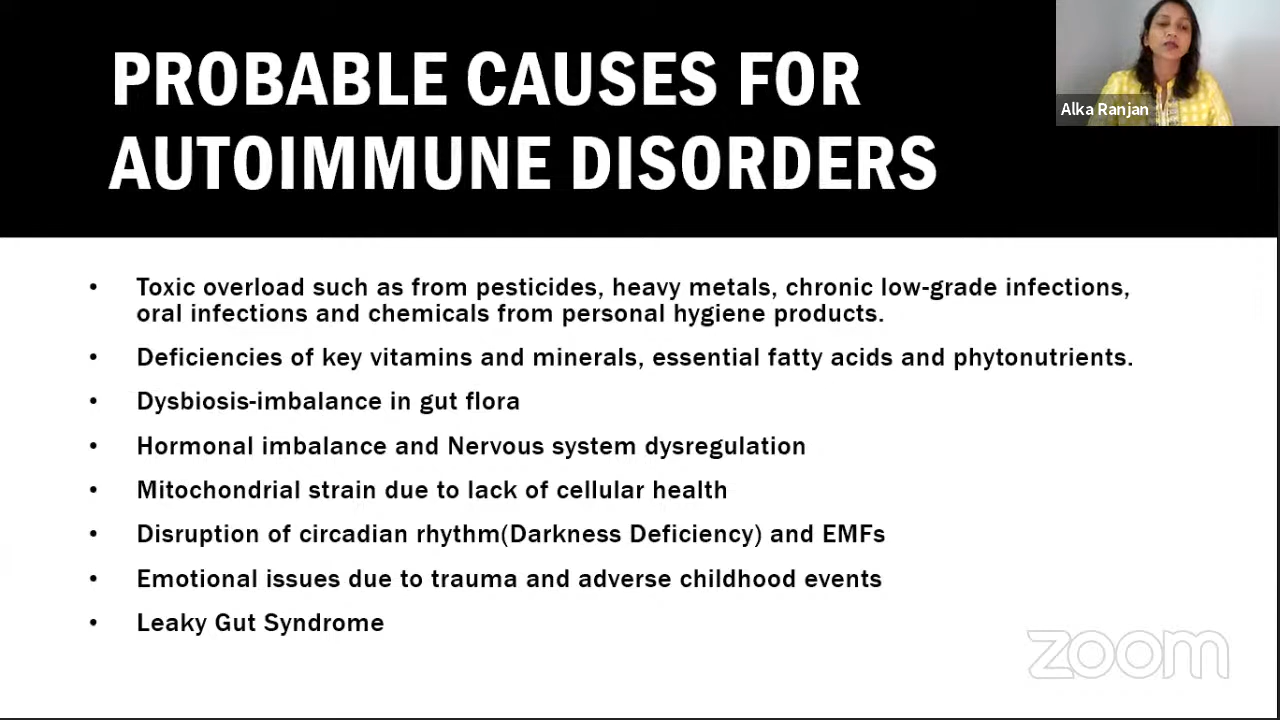 PROBABLE CAUSES FOR
AUTOIMMUNE DISORDERS
Alka Ranjan
• Toxic overload such as from pesticides, heavy metals, chronic low-grade infections,
oral infections and chemicals from personal hygiene products.
• Deficiencies of key vitamins and minerals, essential fatty acids and phytonutrients.
• Dysbiosis-imbalance in gut flora
• Hormonal imbalance and Nervous system dysregulation
• Mitochondrial strain due to lack of cellular health
• Disruption of circadian rhythm(Darkness Deficiency) and EMFs
• Emotional issues due to trauma and adverse childhood events
• Leaky Gut Syndrome
zoom